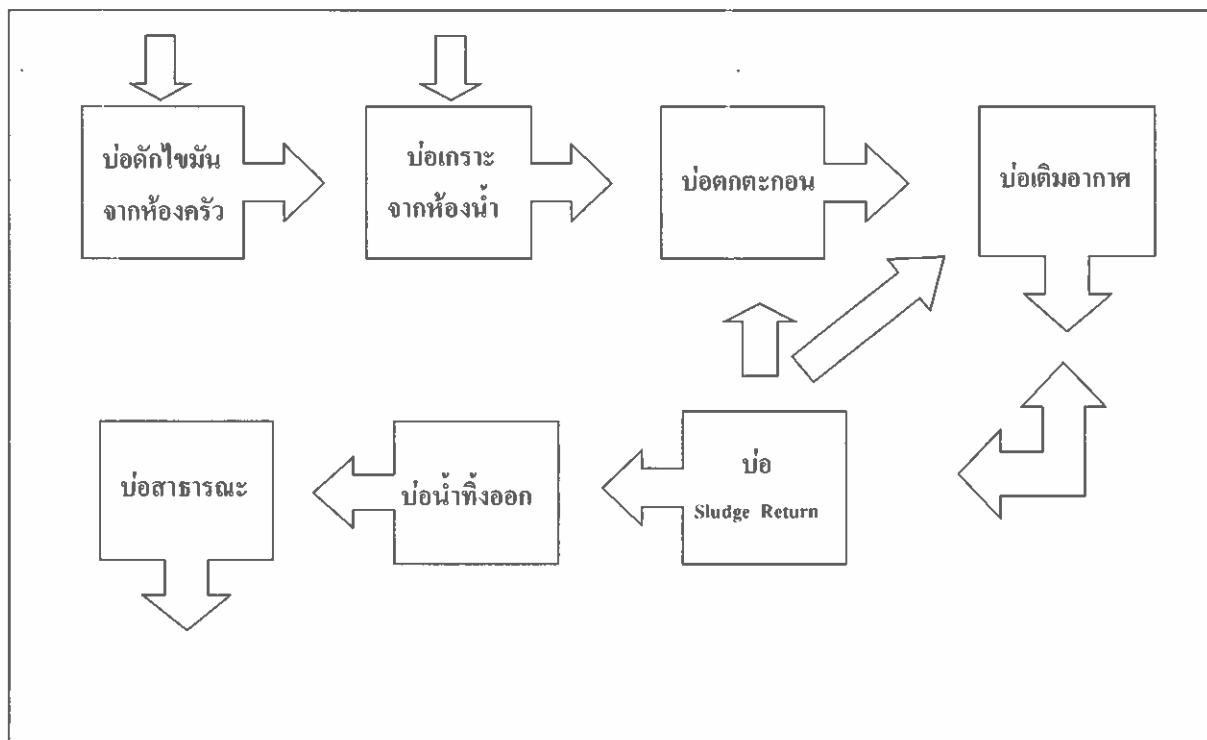 บ่อดักไขมัน
จากห้องครัว
บ่อเกราะ
จากห้องน้ำ
บ่อตกตะกอน
บ่อเติมอากาศ
บ่อสาธารณะ
บ่อน้ำทิ้งออก
บ่อ
Sludge Return